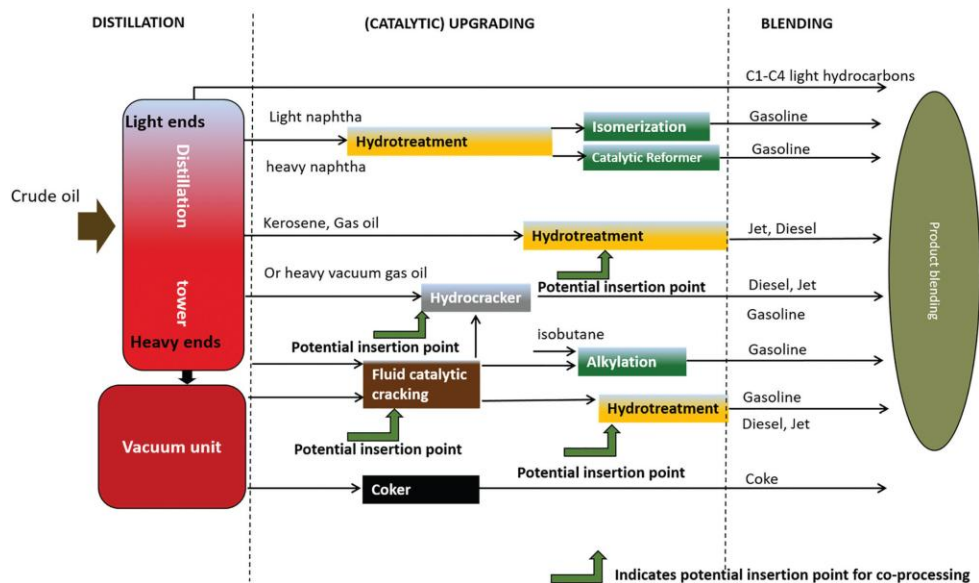 DISTILLATION
(CATALYTIC) UPGRADING
BLENDING
C1-C4 light hydrocarbons
Light ends
Distillation
tower
Heavy ends
Crude oil
Light naphtha
heavy naphtha
Hydrotreatment
Isomerization
Catalytic Reformer
Gasoline
Gasoline
Kerosene, Gas oil
Hydrotreatment
Jet, Diesel
Potential insertion point
Or heavy vacuum gas oil
Hydrocracker
Diesel, Jet
Gasoline
Potential insertion point
isobutane
Fluid catalytic
cracking
Alkylation
Gasoline
Hydrotreatment
Gasoline
Diesel, Jet
Potential insertion point
Potential insertion point
Vacuum unit
Coker
Coke
Product blending
Indicates potential insertion point for co-processing